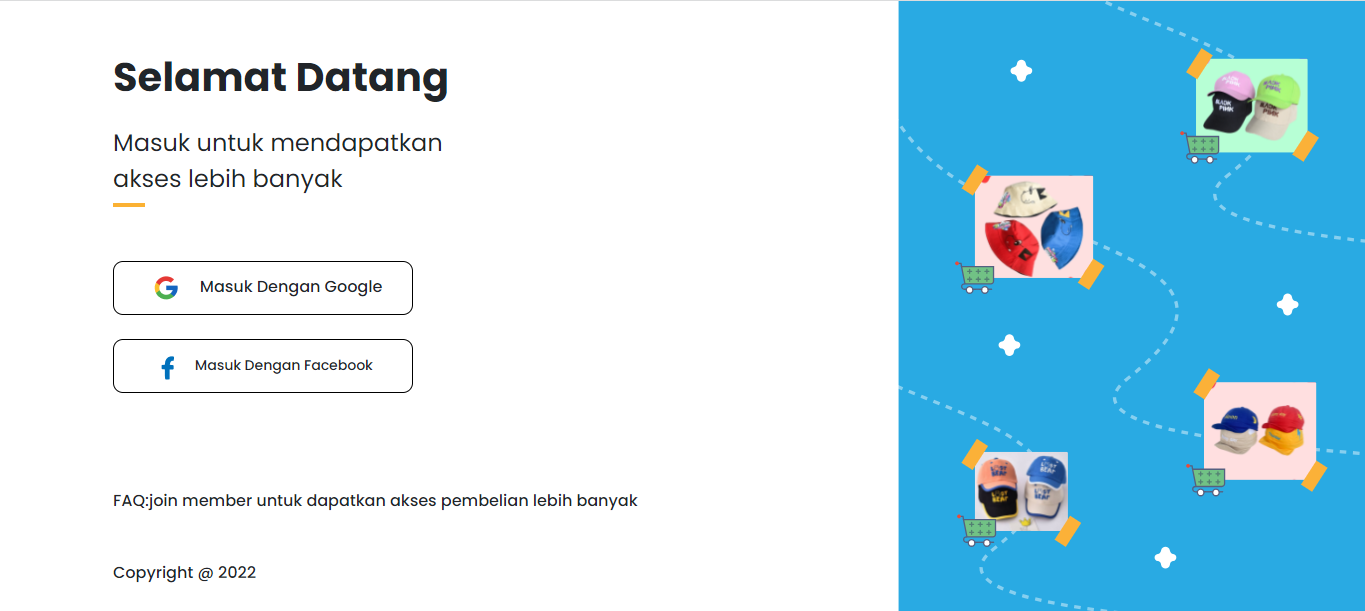 Selamat Datang
Masuk untuk mendapatkan
akses lebih banyak
Masuk Dengan Google
Masuk Dengan Facebook
FAQ:join member untuk dapatkan akses pembelian lebih banyak
Copyright @ 2022